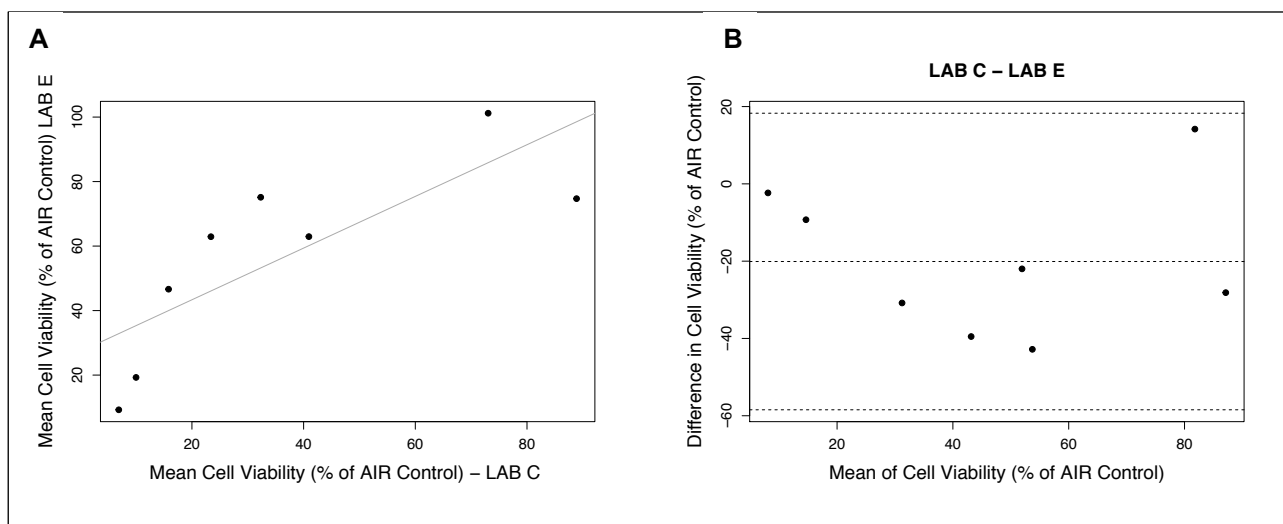 A
Mean Cell Viability (% of AIR Control) LAB E
100
80
60
40
20
20 40 60 80
Mean Cell Viability (% of AIR Control) – LAB C
B
LAB C – LAB E
Difference in Cell Viability (% of AIR Control)
20
0
−20
−40
−60
20 40 60 80
Mean of Cell Viability (% of AIR Control)